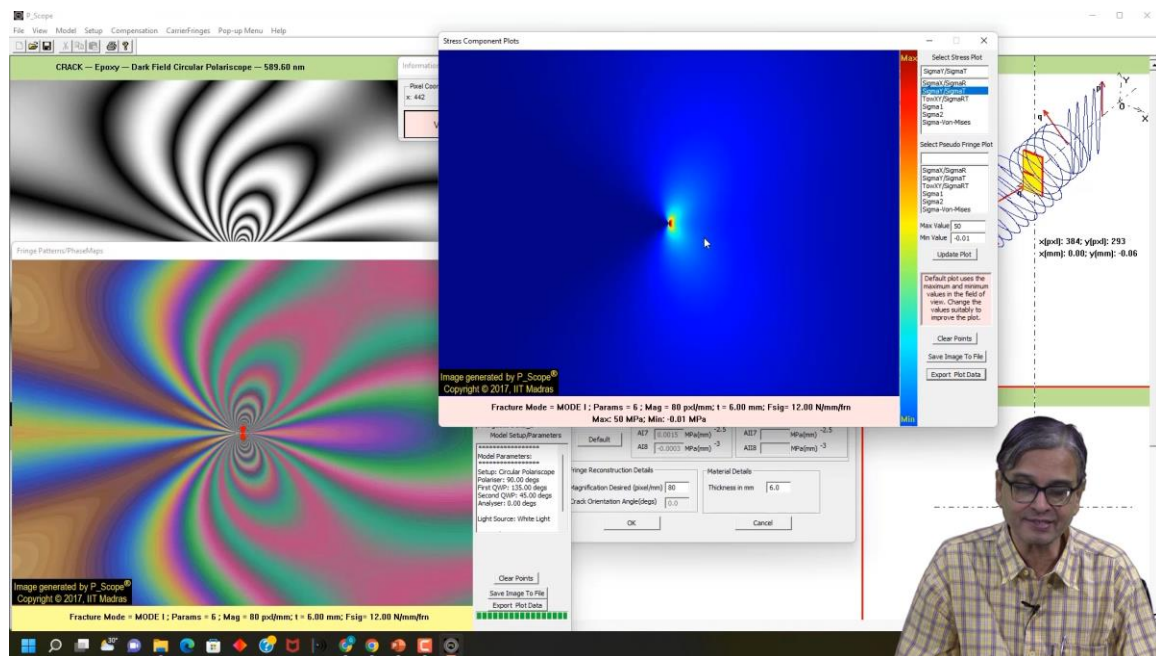 P_Scope
File View Model Setup Compensation CarrierFringes Pop-up Menu Help
CRACK -- Epoxy -- Dark Field Circular Polariscope -- 589.60 nm
Information
Pixel Coor
x: 442
V
Stress Component Plots
Max
Min
Image generated by P_Scope®
Copyright © 2017, IIT Madras
Fracture Mode = MODE I ; Params = 6 ; Mag = 80 pxl/mm; t = 6.00 mm; Fsig= 12.00 N/mm/frn
Max: 50 MPa; Min: -0.01 MPa
Select Stress Plot
SigmaY/SigmaT
SigmaX/SigmaR
SigmaY/SigmaT
TowXY/SigmaRT
Sigma1
Sigma2
Sigma-Von-Mises
Select Pseudo Fringe Plot
SigmaX/SigmaR
SigmaY/SigmaT
TowXY/SigmaRT
Sigma1
Sigma2
Sigma-Von-Mises
Max Value 50
Min Value -0.01
Update Plot
Default plot uses the
maximum and minimum
values in the field of
view. Change the
values suitably to
improve the plot.
Clear Points
Save Image To File
Export Plot Data
Y
X
O
p
q
q
x(pxl): 384; y(pxl): 293
x(mm): 0.00; y(mm): -0.06
Fringe Patterns/PhaseMaps
Image generated by P_Scope®
Copyright © 2017, IIT Madras
Fracture Mode = MODE I ; Params = 6 ; Mag = 80 pxl/mm; t = 6.00 mm; Fsig= 12.00 N/mm/frn
Model Setup/Parameters
******************
Model Parameters:
******************
Setup: Circular Polariscope
Polariser: 90.00 degs
First QWP: 135.00 degs
Second QWP: 45.00 degs
Analyser: 0.00 degs
Light Source: White Light
Clear Points
Save Image To File
Export Plot Data
Default
AI7 0.0015 MPa(mm) -2.5
AII7 MPa(mm) -2.5
AI8 -0.0003 MPa(mm) -3
AII8 MPa(mm) -3
Fringe Reconstruction Details
Magnification Desired (pixel/mm) 80
Crack Orientation Angle(degs) 0.0
Material Details
Thickness in mm 6.0
OK
Cancel
30°